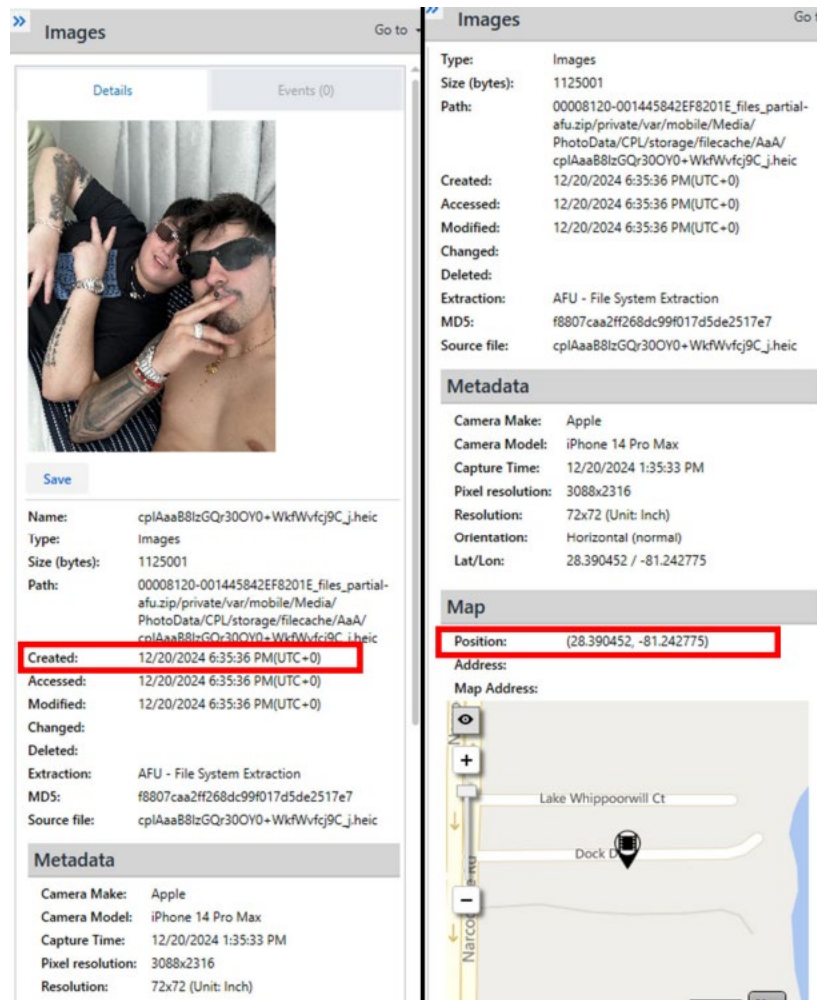 Images
Go to
Details
Events (0)
Save
Name: cplAaaB8IzGQr30OY0+WkfWvfcj9C_j.heic
Type: Images
Size (bytes): 1125001
Path: 00008120-001445842EF8201E_files_partial-
afu.zip/private/var/mobile/Media/
PhotoData/CPL/storage/filecache/AaA/
cplAaaB8IzGQr30OY0+WkfWvfcj9C_j.heic
Created: 12/20/2024 6:35:36 PM(UTC+0)
Accessed: 12/20/2024 6:35:36 PM(UTC+0)
Modified: 12/20/2024 6:35:36 PM(UTC+0)
Changed:
Deleted:
Extraction: AFU - File System Extraction
MD5: f8807caa2ff268dc99f017d5de2517e7
Source file: cplAaaB8IzGQr30OY0+WkfWvfcj9C_j.heic
Metadata
Camera Make: Apple
Camera Model: iPhone 14 Pro Max
Capture Time: 12/20/2024 1:35:33 PM
Pixel resolution: 3088x2316
Resolution: 72x72 (Unit: Inch)
Images
Type: Images
Size (bytes): 1125001
Path: 00008120-001445842EF8201E_files_partial-
afu.zip/private/var/mobile/Media/
PhotoData/CPL/storage/filecache/AaA/
cplAaaB8IzGQr30OY0+WkfWvfcj9C_j.heic
Created: 12/20/2024 6:35:36 PM(UTC+0)
Accessed: 12/20/2024 6:35:36 PM(UTC+0)
Modified: 12/20/2024 6:35:36 PM(UTC+0)
Changed:
Deleted:
Extraction: AFU - File System Extraction
MD5: f8807caa2ff268dc99f017d5de2517e7
Source file: cplAaaB8IzGQr30OY0+WkfWvfcj9C_j.heic
Metadata
Camera Make: Apple
Camera Model: iPhone 14 Pro Max
Capture Time: 12/20/2024 1:35:33 PM
Pixel resolution: 3088x2316
Resolution: 72x72 (Unit: Inch)
Orientation: Horizontal (normal)
Lat/Lon: 28.390452 / -81.242775
Map
Position: (28.390452, -81.242775)
Address:
Map Address:
Lake Whippoorwill Ct
Dock